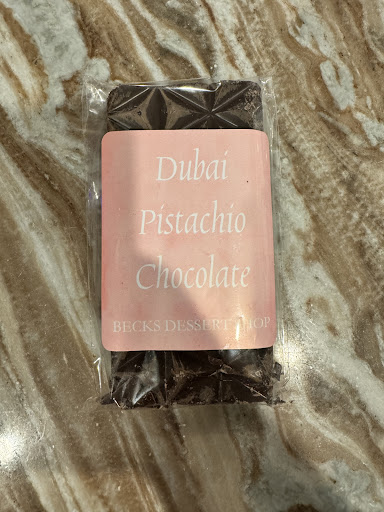 Dubai
Pistachio
Chocolate
BECKS DESSERT SHOP